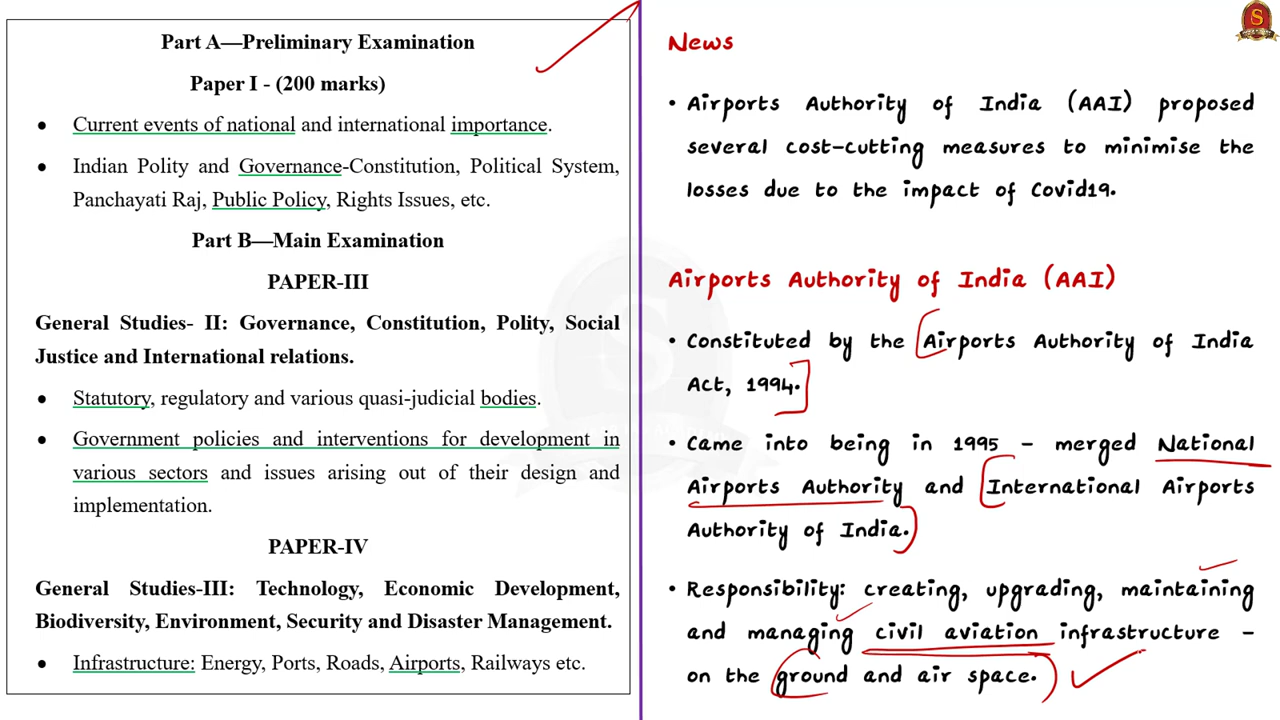 Part A—Preliminary Examination
Paper I - (200 marks)
● Current events of national and international importance.
● Indian Polity and Governance-Constitution, Political System,
Panchayati Raj, Public Policy, Rights Issues, etc.
Part B—Main Examination
PAPER-III
General Studies- II: Governance, Constitution, Polity, Social
Justice and International relations.
● Statutory, regulatory and various quasi-judicial bodies.
● Government policies and interventions for development in
various sectors and issues arising out of their design and
implementation.
PAPER-IV
General Studies-III: Technology, Economic Development,
Biodiversity, Environment, Security and Disaster Management.
● Infrastructure: Energy, Ports, Roads, Airports, Railways etc.
News
• Airports Authority of India (AAI) proposed
several cost-cutting measures to minimise the
losses due to the impact of Covid19.
Airports Authority of India (AAI)
• Constituted by the Airports Authority of India
Act, 1994.
• Came into being in 1995 - merged National
Airports Authority and International Airports
Authority of India.
• Responsibility: creating, upgrading, maintaining
and managing civil aviation infrastructure -
on the ground and air space.